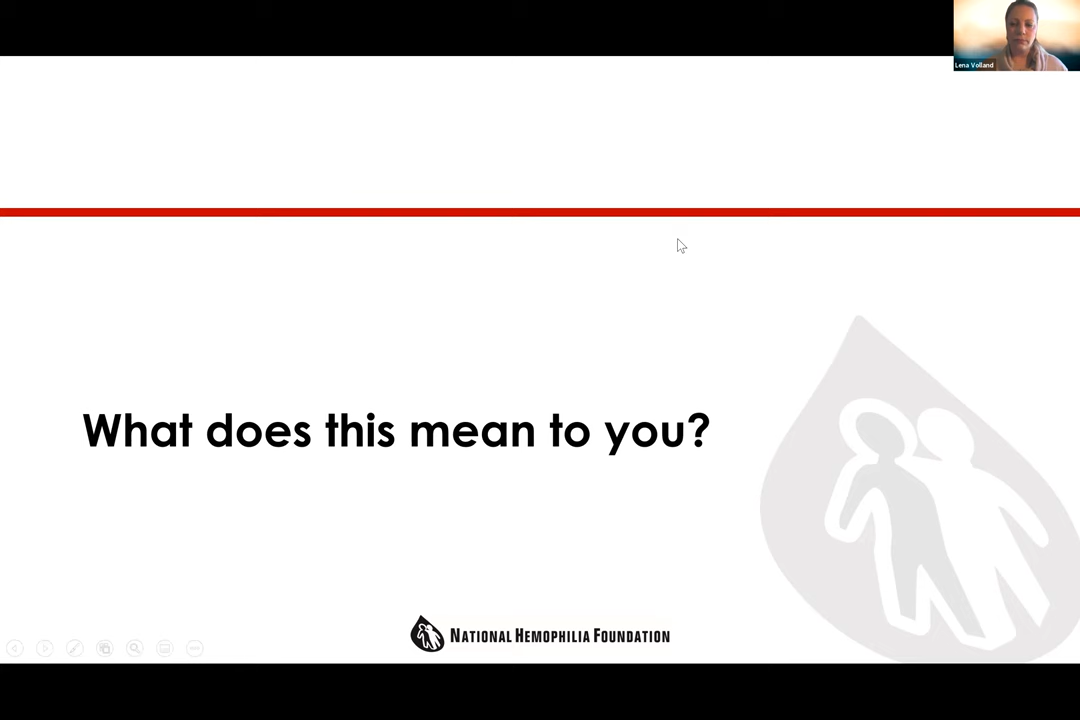 Lena Volland
What does this mean to you?
NATIONAL HEMOPHILIA FOUNDATION